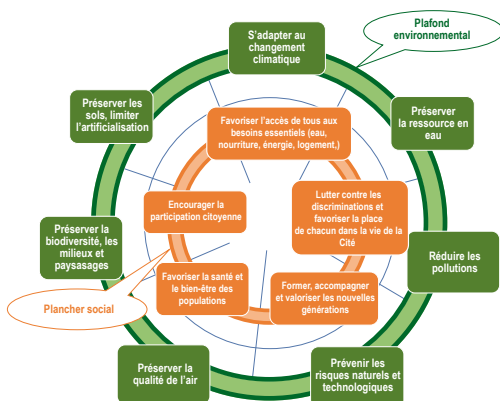 Plafond
environnemental
S'adapter au
changement
climatique
Préserver les
sols, limiter
l'artificialisation
Préserver
la ressource en
eau
Favoriser l'accès de tous aux
besoins essentiels (eau,
nourriture, énergie, logement,)
Encourager la
participation citoyenne
Lutter contre les
discriminations et
favoriser la place
de chacun dans la vie de la
Cité
Préserver la
biodiversité, les
milieux et
paysages
Réduire les
pollutions
Favoriser la santé et
le bien-être des
populations
Former, accompagner
et valoriser les nouvelles
générations
Plancher social
Préserver la
qualité de l'air
Prévenir les
risques naturels et
technologiques